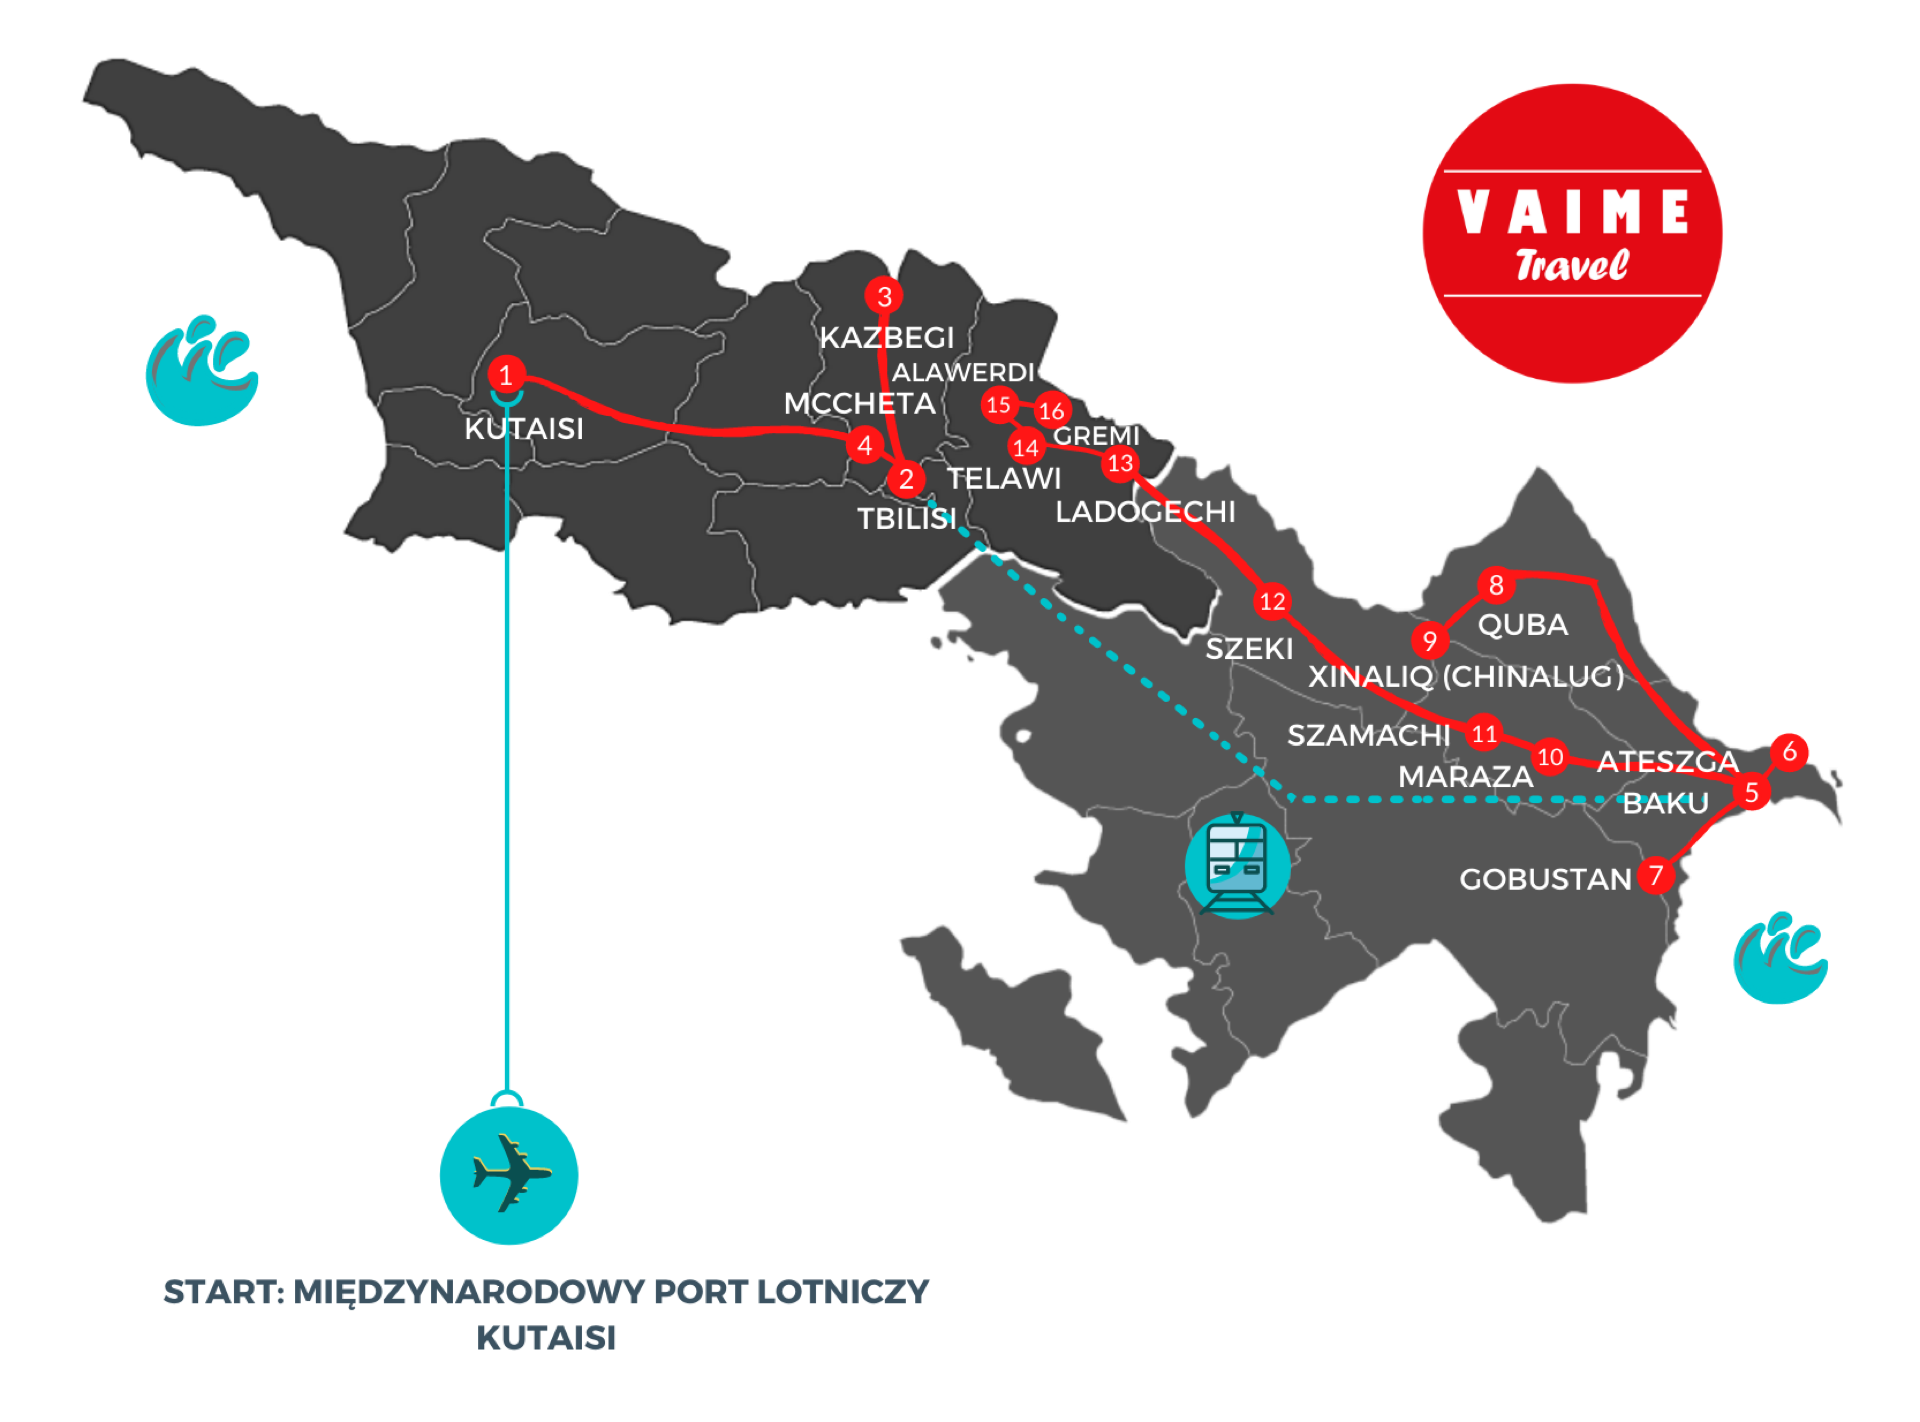 VAIME
Travel
3
KAZBEGI
1
KUTAISI
ALAWERDI
MCCHETA
15
16
4
GREMI
14
13
2
TELAWI
TBILISI
LADOGECHI
8
12
QUBA
9
SZEKI
XINALIQ (CHINALUG)
SZAMACHI
11
6
10
ATESZGA
MARAZA
5
BAKU
GOBUSTAN
7
START: MIĘDZYNARODOWY PORT LOTNICZY
KUTAISI